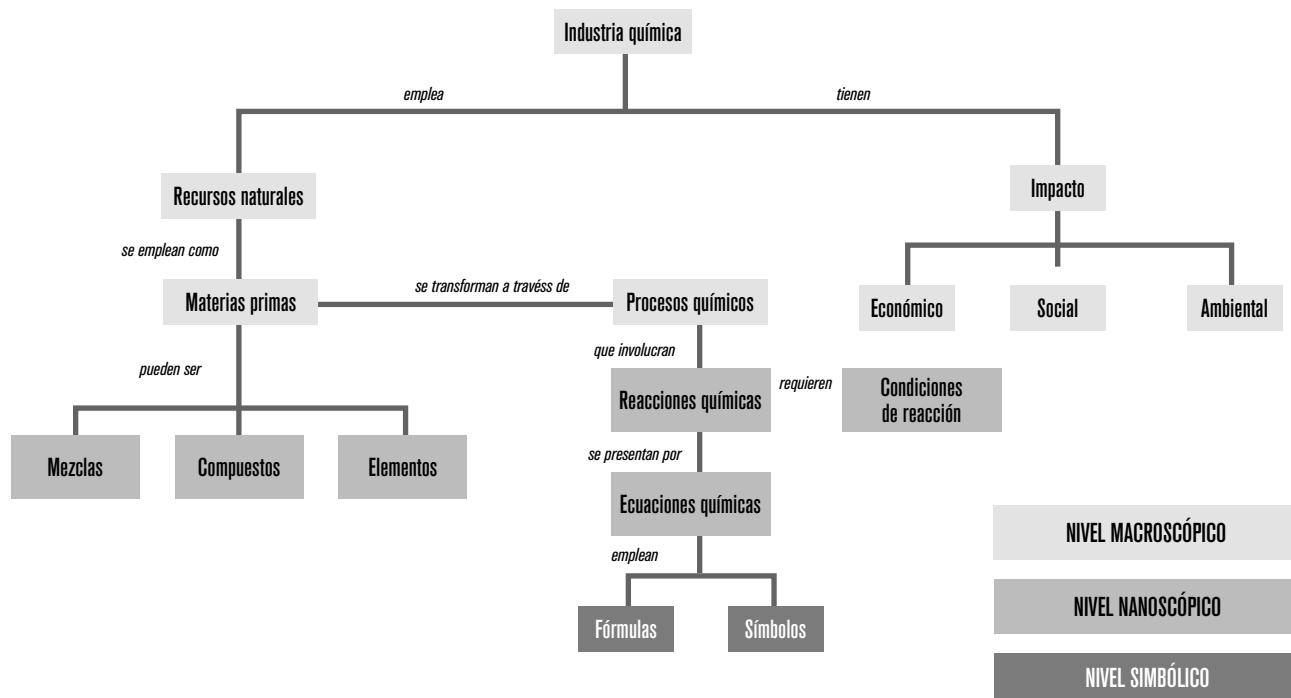 Industria química
emplea
tienen
Recursos naturales
Impacto
se emplean como
Materias primas
se transforman a travéss de
Procesos químicos
Económico
Social
Ambiental
pueden ser
que involucran
Reacciones químicas
requieren
Condiciones
de reacción
Mezclas
Compuestos
Elementos
se presentan por
Ecuaciones químicas
emplean
Fórmulas
Símbolos
NIVEL MACROSCÓPICO
NIVEL NANOSCÓPICO
NIVEL SIMBÓLICO